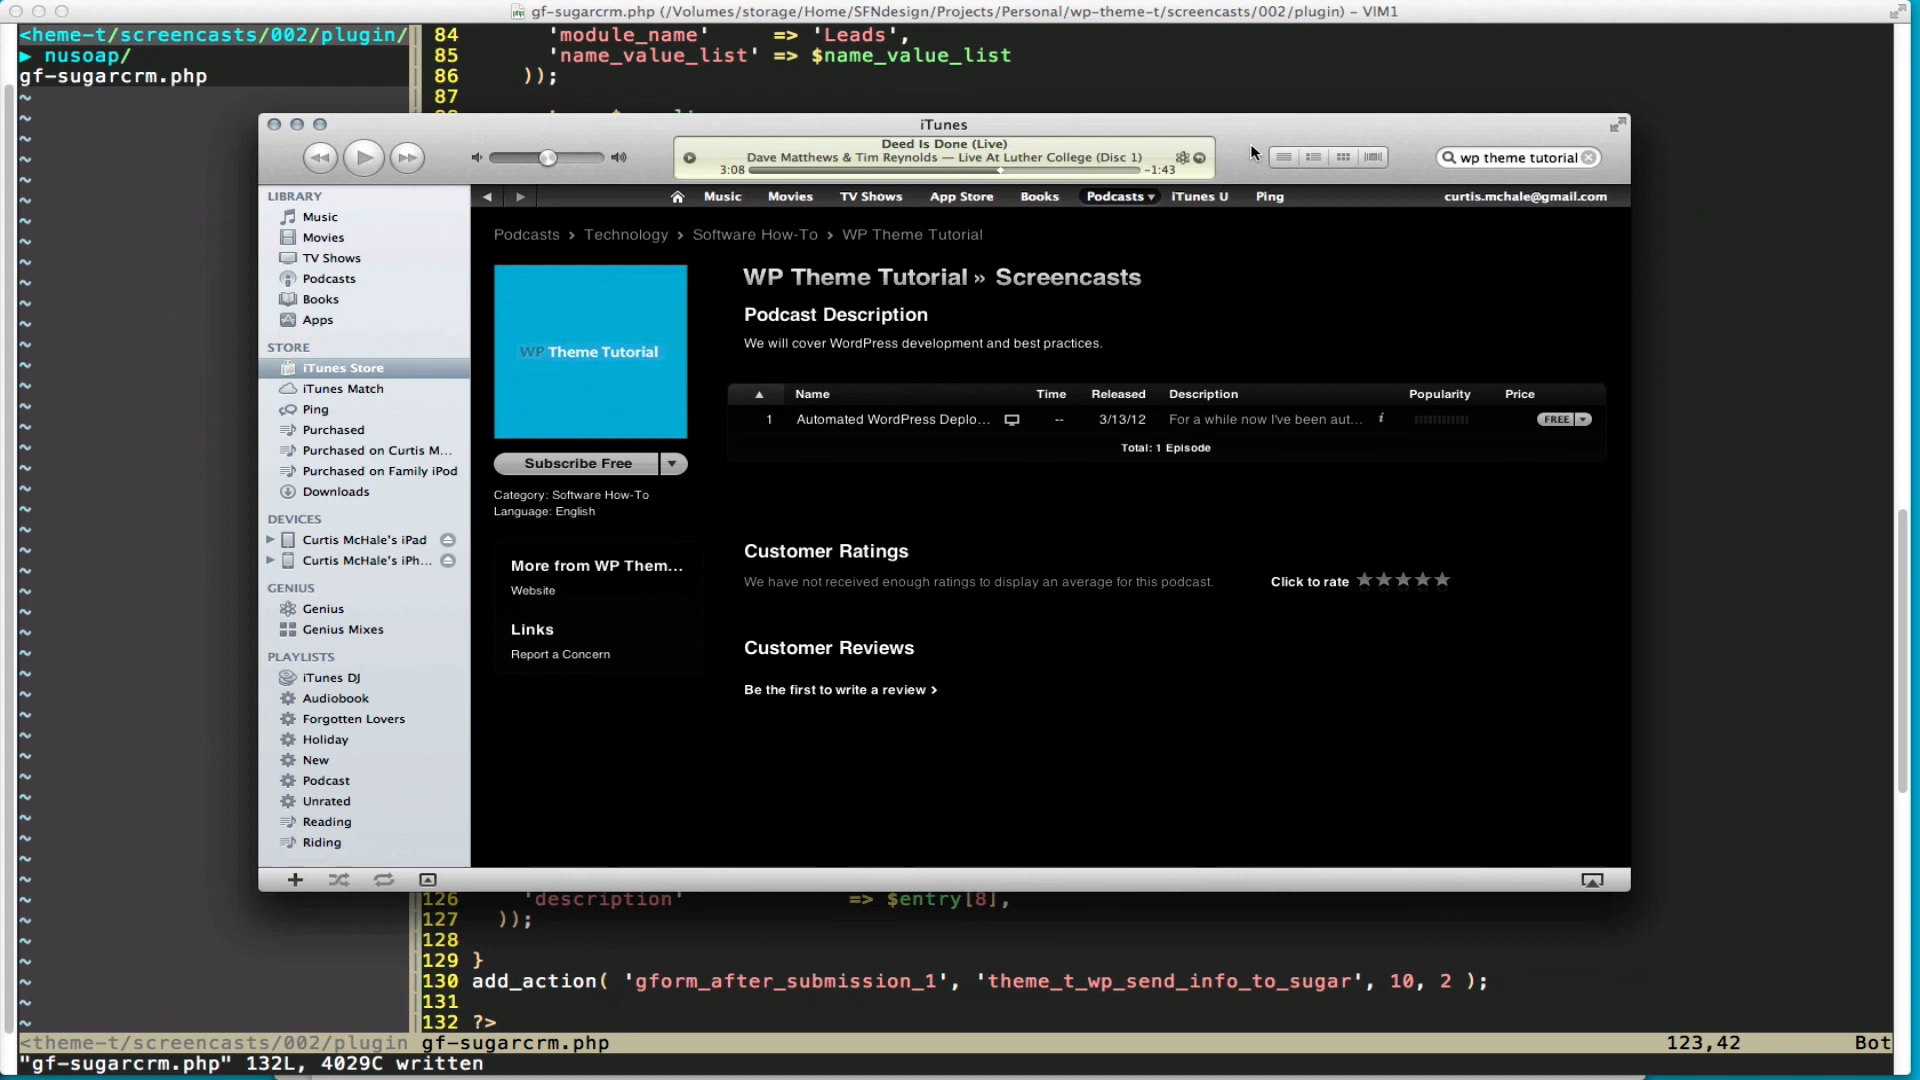 gf-sugarcrm.php (/Volumes/storage/Home/SFNdesign/Projects/Personal/wp-theme-t/screencasts/002/plugin) – VIM1
<heme-t/screencasts/002/plugin/
▶ nusoap/
gf-sugarcrm.php
84 'module_name' => 'Leads',
85 'name_value_list' => $name_value_list
86 ));
87
iTunes
Deed Is Done (Live)
Dave Matthews & Tim Reynolds — Live At Luther College (Disc 1)
3:08 -1:43
wp theme tutorial
Music Movies TV Shows App Store Books Podcasts ▾ iTunes U Ping curtis.mchale@gmail.com
LIBRARY
Music
Movies
TV Shows
Podcasts
Books
Apps
STORE
iTunes Store
iTunes Match
Ping
Purchased
Purchased on Curtis M...
Purchased on Family iPod
Downloads
DEVICES
Curtis McHale's iPad
Curtis McHale's iPh...
GENIUS
Genius
Genius Mixes
PLAYLISTS
iTunes DJ
Audiobook
Forgotten Lovers
Holiday
New
Podcast
Unrated
Reading
Riding
Podcasts › Technology › Software How-To › WP Theme Tutorial
WP Theme Tutorial
Subscribe Free
Category: Software How-To
Language: English
More from WP Them...
Website
Links
Report a Concern
WP Theme Tutorial » Screencasts
Podcast Description
We will cover WordPress development and best practices.
▲ Name Time Released Description Popularity Price
1 Automated WordPress Deplo... -- 3/13/12 For a while now I've been aut... i FREE
Total: 1 Episode
Customer Ratings
We have not received enough ratings to display an average for this podcast. Click to rate ★★★★★
Customer Reviews
Be the first to write a review ›
126 'description' => $entry[8],
127 ));
128
129 }
130 add_action( 'gform_after_submission_1', 'theme_t_wp_send_info_to_sugar', 10, 2 );
131
132 ?>
<theme-t/screencasts/002/plugin gf-sugarcrm.php 123,42 Bot
"gf-sugarcrm.php" 132L, 4029C written